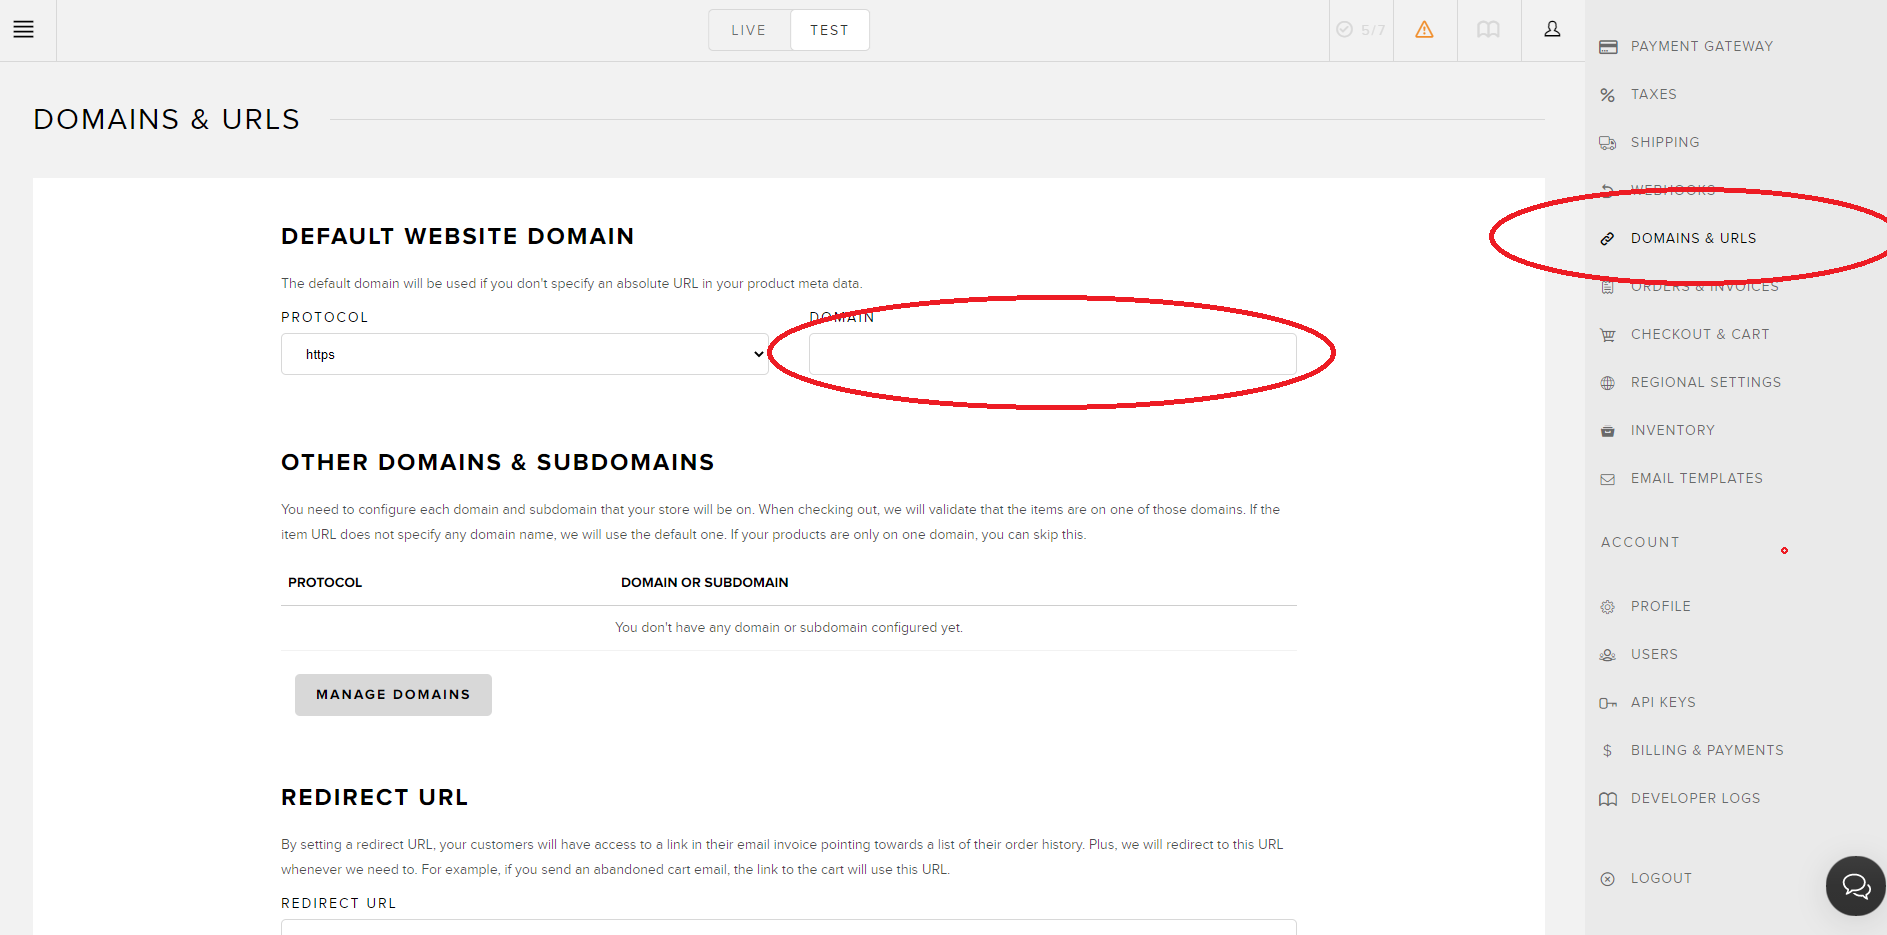 LIVE
TEST
5/7
DOMAINS & URLS
DEFAULT WEBSITE DOMAIN
The default domain will be used if you don't specify an absolute URL in your product meta data.
PROTOCOL
DOMAIN
https
OTHER DOMAINS & SUBDOMAINS
You need to configure each domain and subdomain that your store will be on. When checking out, we will validate that the items are on one of those domains. If the
item URL does not specify any domain name, we will use the default one. If your products are only on one domain, you can skip this.
PROTOCOL
DOMAIN OR SUBDOMAIN
You don't have any domain or subdomain configured yet.
MANAGE DOMAINS
REDIRECT URL
By setting a redirect URL, your customers will have access to a link in their email invoice pointing towards a list of their order history. Plus, we will redirect to this URL
whenever we need to. For example, if you send an abandoned cart email, the link to the cart will use this URL.
REDIRECT URL
PAYMENT GATEWAY
TAXES
SHIPPING
WEBHOOKS
DOMAINS & URLS
ORDERS & INVOICES
CHECKOUT & CART
REGIONAL SETTINGS
INVENTORY
EMAIL TEMPLATES
ACCOUNT
PROFILE
USERS
API KEYS
BILLING & PAYMENTS
DEVELOPER LOGS
LOGOUT